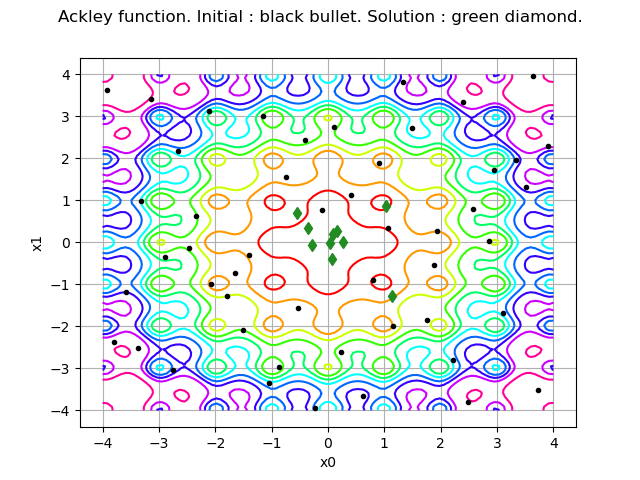 Ackley function. Initial : black bullet. Solution : green diamond.
4
3
2
1
0
−1
−2
−3
−4
x1
−4 −3 −2 −1 0 1 2 3 4
x0